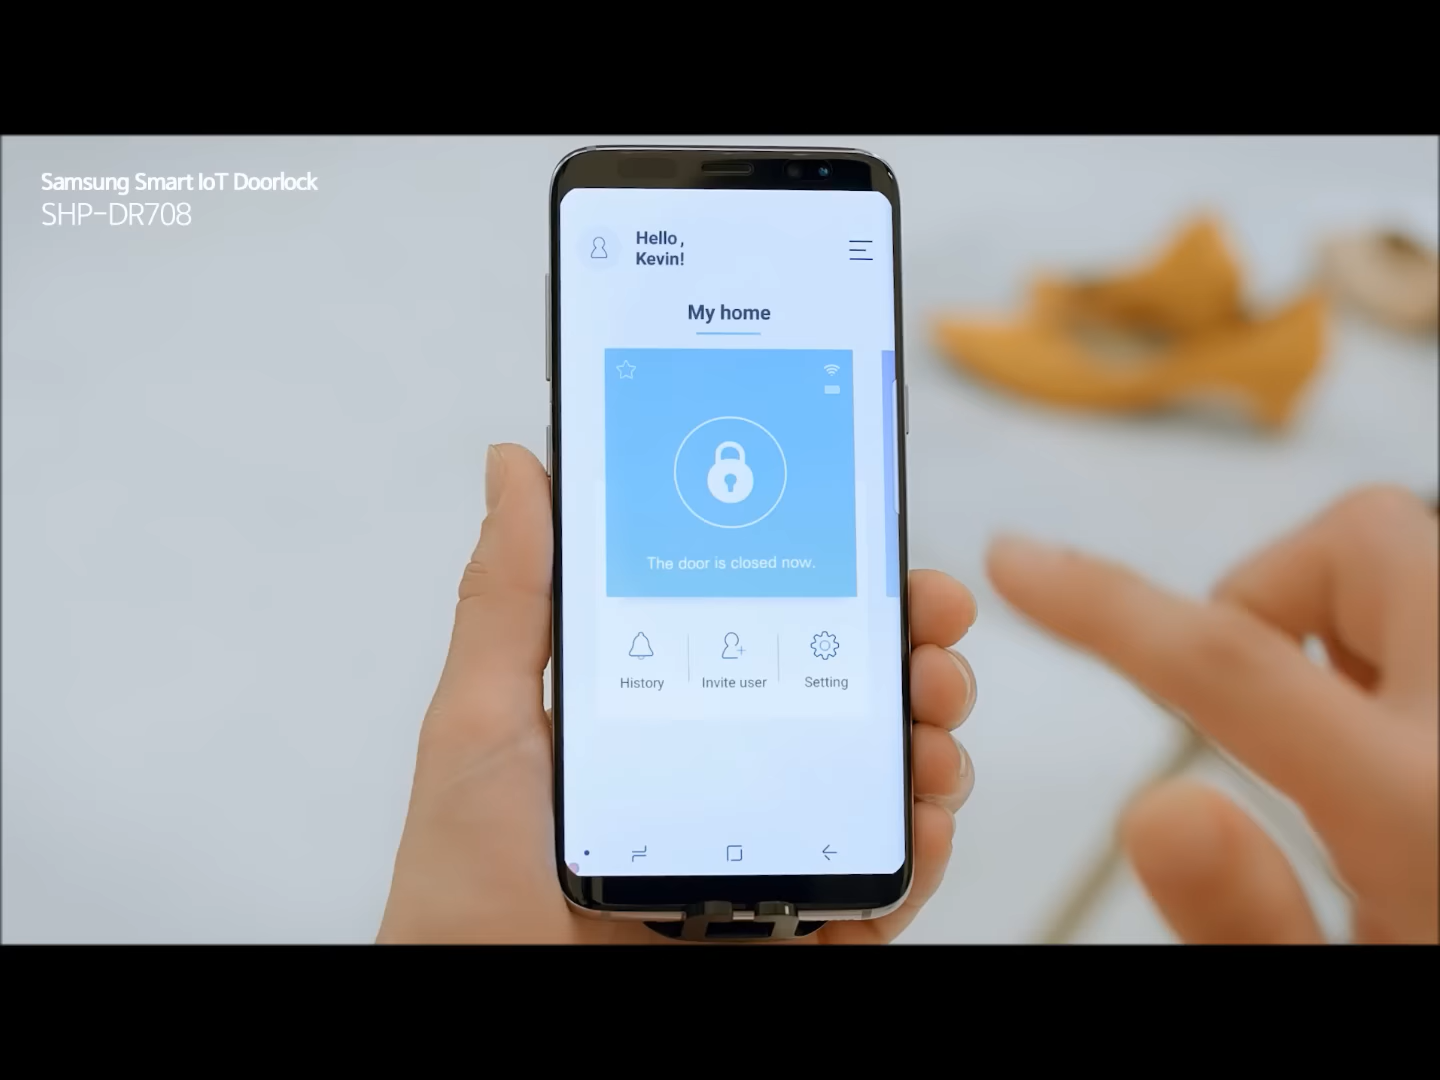 Samsung Smart IoT Doorlock
SHP-DR708
Hello,
Kevin!
My home
The door is closed now.
History
Invite user
Setting